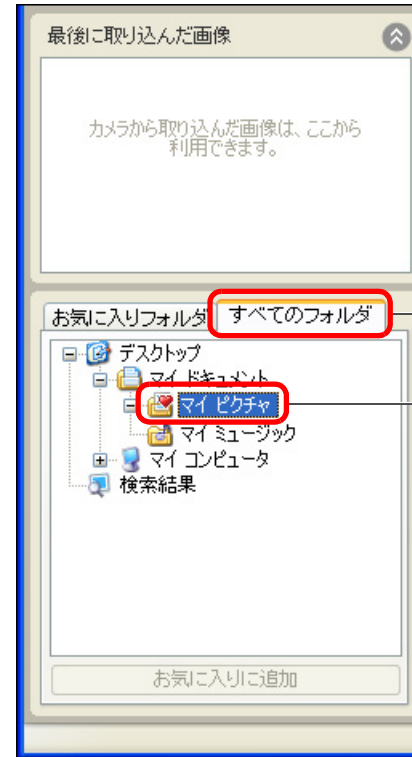 最後に取り込んだ画像
カメラから取り込んだ画像は、ここから
利用できます。
お気に入りフォルダ すべてのフォルダ
デスクトップ
マイ ドキュメント
マイ ピクチャ
マイ ミュージック
マイ コンピュータ
検索結果
お気に入りに追加